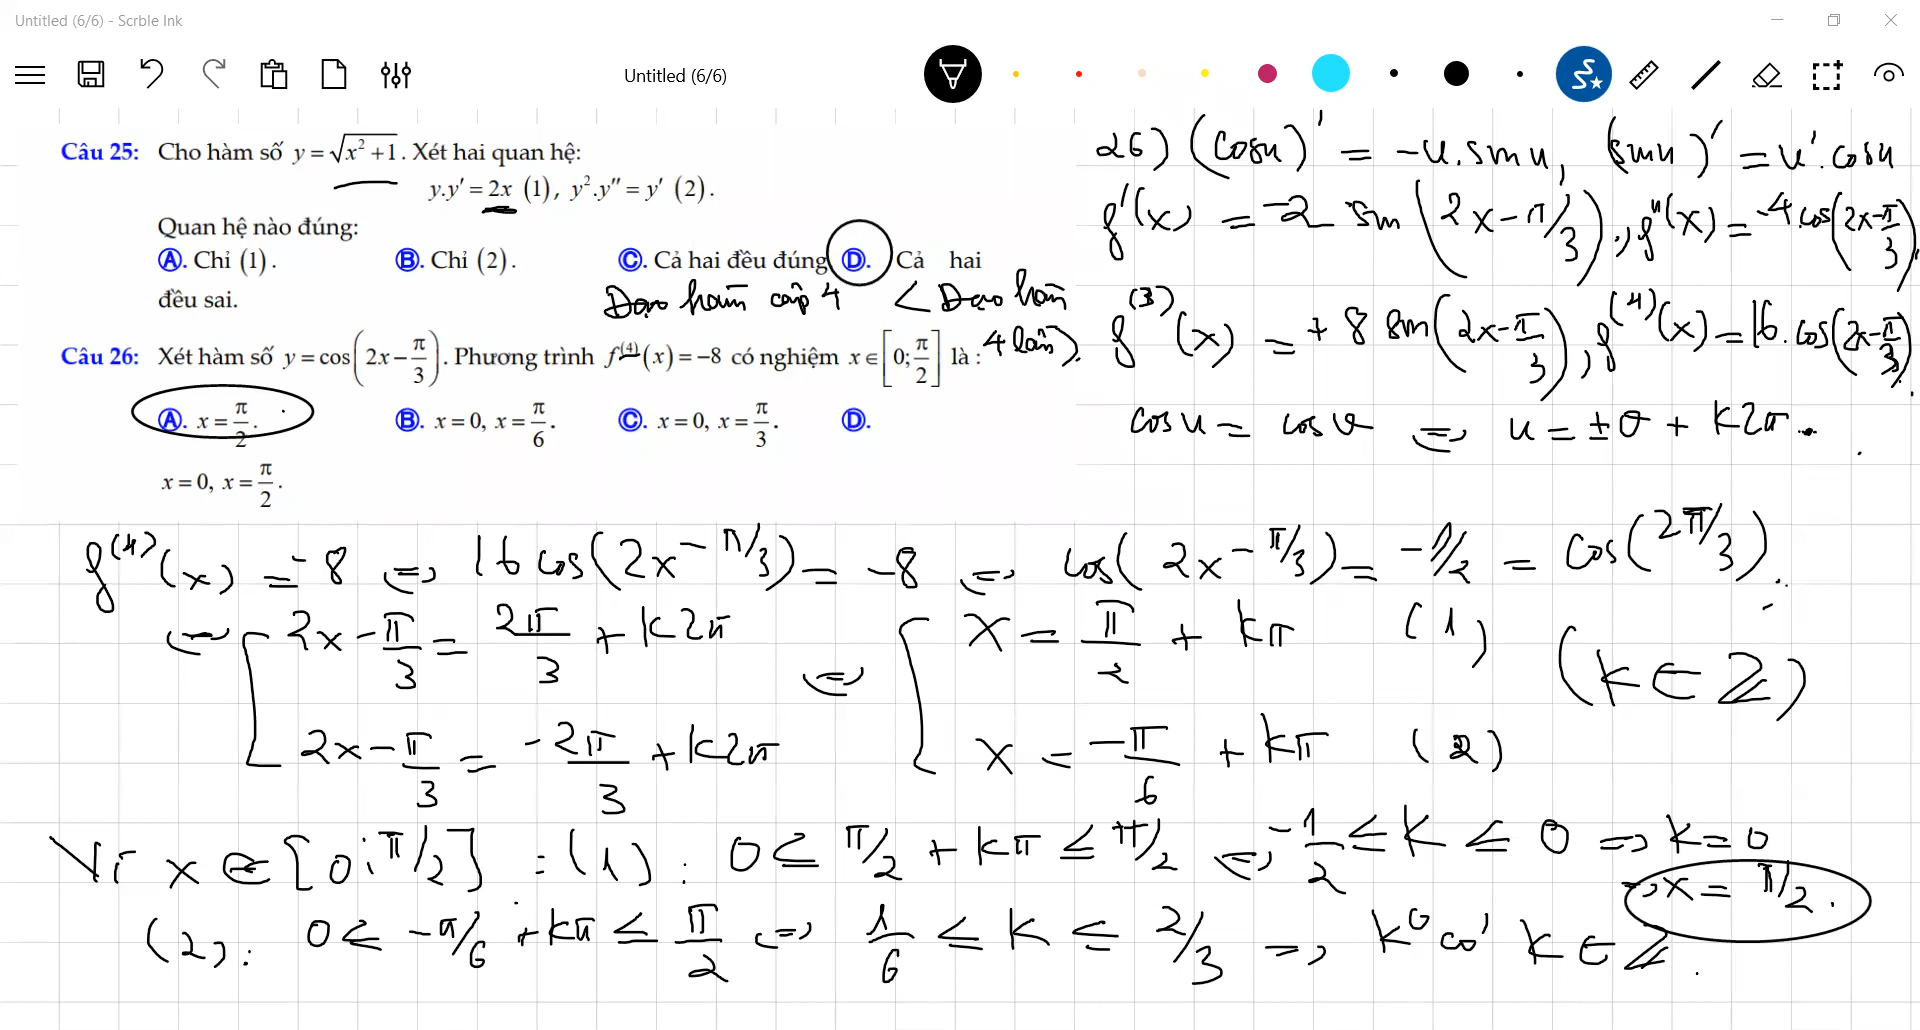 Untitled (6/6) - Scrble Ink
Untitled (6/6)
Câu 25: Cho hàm số y = √(x² + 1). Xét hai quan hệ:
y.y' = 2x (1), y².y'' = y' (2).
Quan hệ nào đúng:
A. Chỉ (1). B. Chỉ (2). C. Cả hai đều đúng D. Cả hai
đều sai.
Đạo hàm cấp 4 < Đạo hàm
4 lần).
Câu 26: Xét hàm số y = cos(2x − π/3). Phương trình f^(4)(x) = −8 có nghiệm x ∈ [0; π/2] là :
A. x = π/2. B. x = 0, x = π/6. C. x = 0, x = π/3. D.
x = 0, x = π/2.
26) (cosu)' = −u.sinu, (sinu)' = u'.cosu
f'(x) = −2 sin(2x − π/3), f''(x) = −4 cos(2x − π/3),
f^(3)(x) = + 8 sin(2x − π/3), f^(4)(x) = 16.cos(2x − π/3).
cos u = cos v ⇔ u = ± v + k2π.
f^(4)(x) = −8 ⇔ 16 cos(2x − π/3) = −8 ⇔ cos(2x − π/3) = −1/2 = cos(2π/3).
⇔ [ 2x − π/3 = 2π/3 + k2π ⇔ [ x = π/2 + kπ (1) (k ∈ Z)
2x − π/3 = −2π/3 + k2π x = −π/6 + kπ (2)
Vì x ∈ [0; π/2] : (1): 0 ≤ π/2 + kπ ≤ π/2 ⇔ −1/2 ≤ k ≤ 0 ⇒ k = 0
⇒ x = π/2.
(2): 0 ≤ −π/6 + kπ ≤ π/2 ⇔ 1/6 ≤ k ≤ 2/3 ⇒ k° có k ∈ Z.